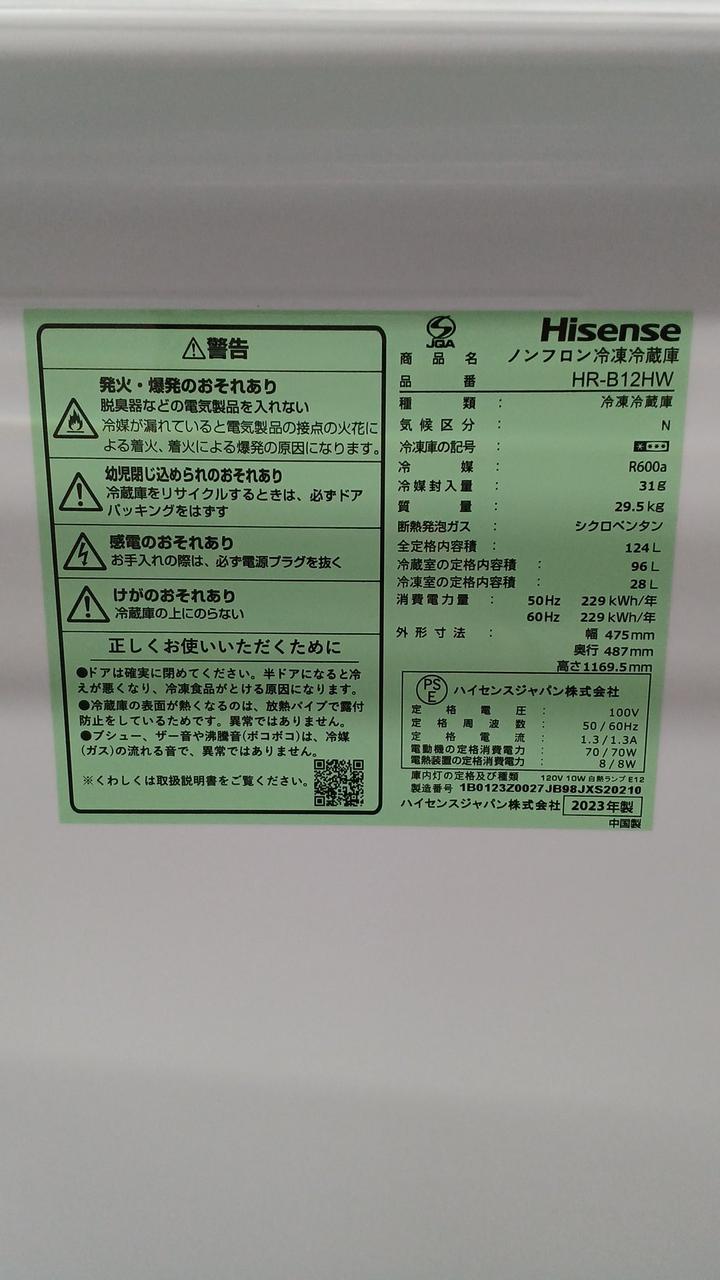 警告
発火・爆発のおそれあり
脱臭器などの電気製品を入れない
冷媒が漏れていると電気製品の接点の火花に
よる着火、着火による爆発の原因になります。
幼児閉じ込められのおそれあり
冷蔵庫をリサイクルするときは、必ずドア
パッキングをはずす
感電のおそれあり
お手入れの際は、必ず電源プラグを抜く
けがのおそれあり
冷蔵庫の上にのらない
正しくお使いいただくために
●ドアは確実に閉めてください。半ドアになると冷
えが悪くなり、冷凍食品がとける原因になります。
●冷蔵庫の表面が熱くなるのは、放熱パイプで露付
防止をしているためです。異常ではありません。
●プシュー、ザー音や沸騰音(ポコポコ)は、冷媒
(ガス)の流れる音で、異常ではありません。
※くわしくは取扱説明書をご覧ください。
JQA
Hisense
商品名 ノンフロン冷凍冷蔵庫
品番 HR-B12HW
種類 : 冷凍冷蔵庫
気候区分 : N
冷凍庫の記号 :
冷媒 : R600a
冷媒封入量 : 31g
質量 : 29.5kg
断熱発泡ガス : シクロペンタン
全定格内容積 : 124L
冷蔵室の定格内容積 : 96L
冷凍室の定格内容積 : 28L
消費電力量 : 50Hz 229kWh/年
60Hz 229kWh/年
外形寸法 : 幅 475mm
奥行 487mm
高さ1169.5mm
PS
E
ハイセンスジャパン株式会社
定格電圧 : 100V
定格周波数 : 50/60Hz
定格電流 : 1.3/1.3A
電動機の定格消費電力 : 70/70W
電熱装置の定格消費電力 : 8/8W
庫内灯の定格及び種類 120V 10W 白熱ランプ E12
製造番号 1B0123Z0027JB98JXS20210
ハイセンスジャパン株式会社 2023年製
中国製